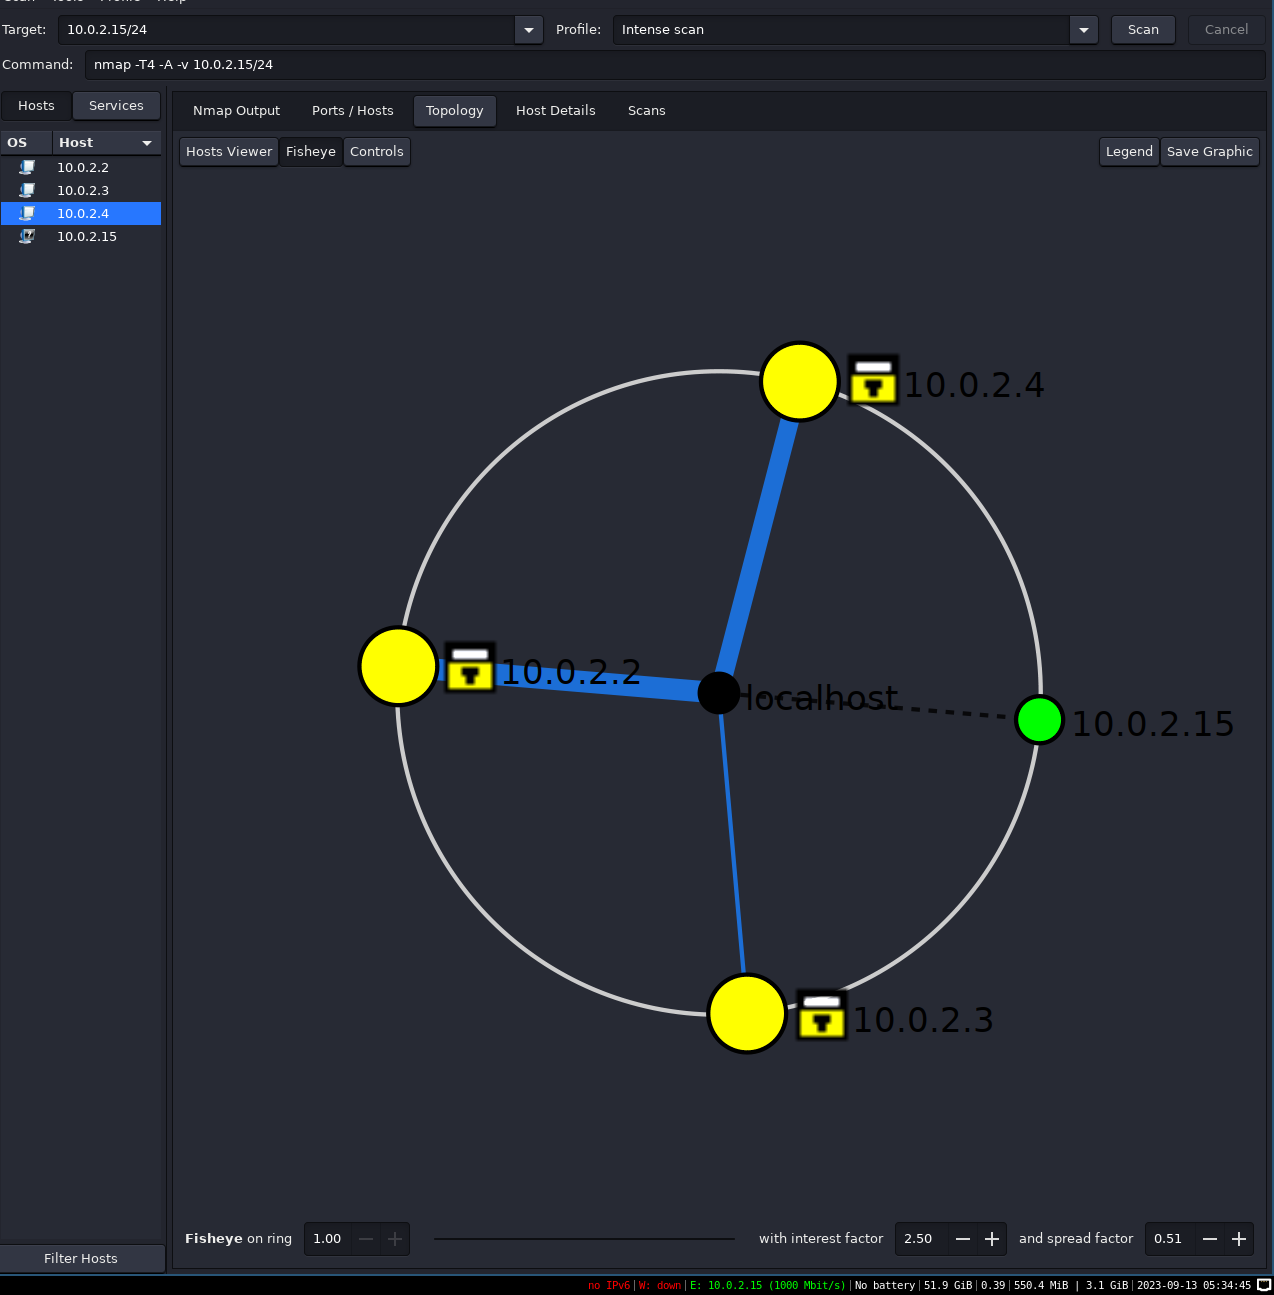 Scan Tools Profile Help
Target: 10.0.2.15/24 Profile: Intense scan Scan Cancel
Command: nmap -T4 -A -v 10.0.2.15/24
Hosts Services
Nmap Output Ports / Hosts Topology Host Details Scans
OS Host
10.0.2.2
10.0.2.3
10.0.2.4
10.0.2.15
Hosts Viewer Fisheye Controls Legend Save Graphic
10.0.2.4
10.0.2.2
localhost
10.0.2.15
10.0.2.3
Fisheye on ring 1.00 with interest factor 2.50 and spread factor 0.51
Filter Hosts
no IPv6|W: down|E: 10.0.2.15 (1000 Mbit/s)|No battery|51.9 GiB|0.39|550.4 MiB | 3.1 GiB|2023-09-13 05:34:45